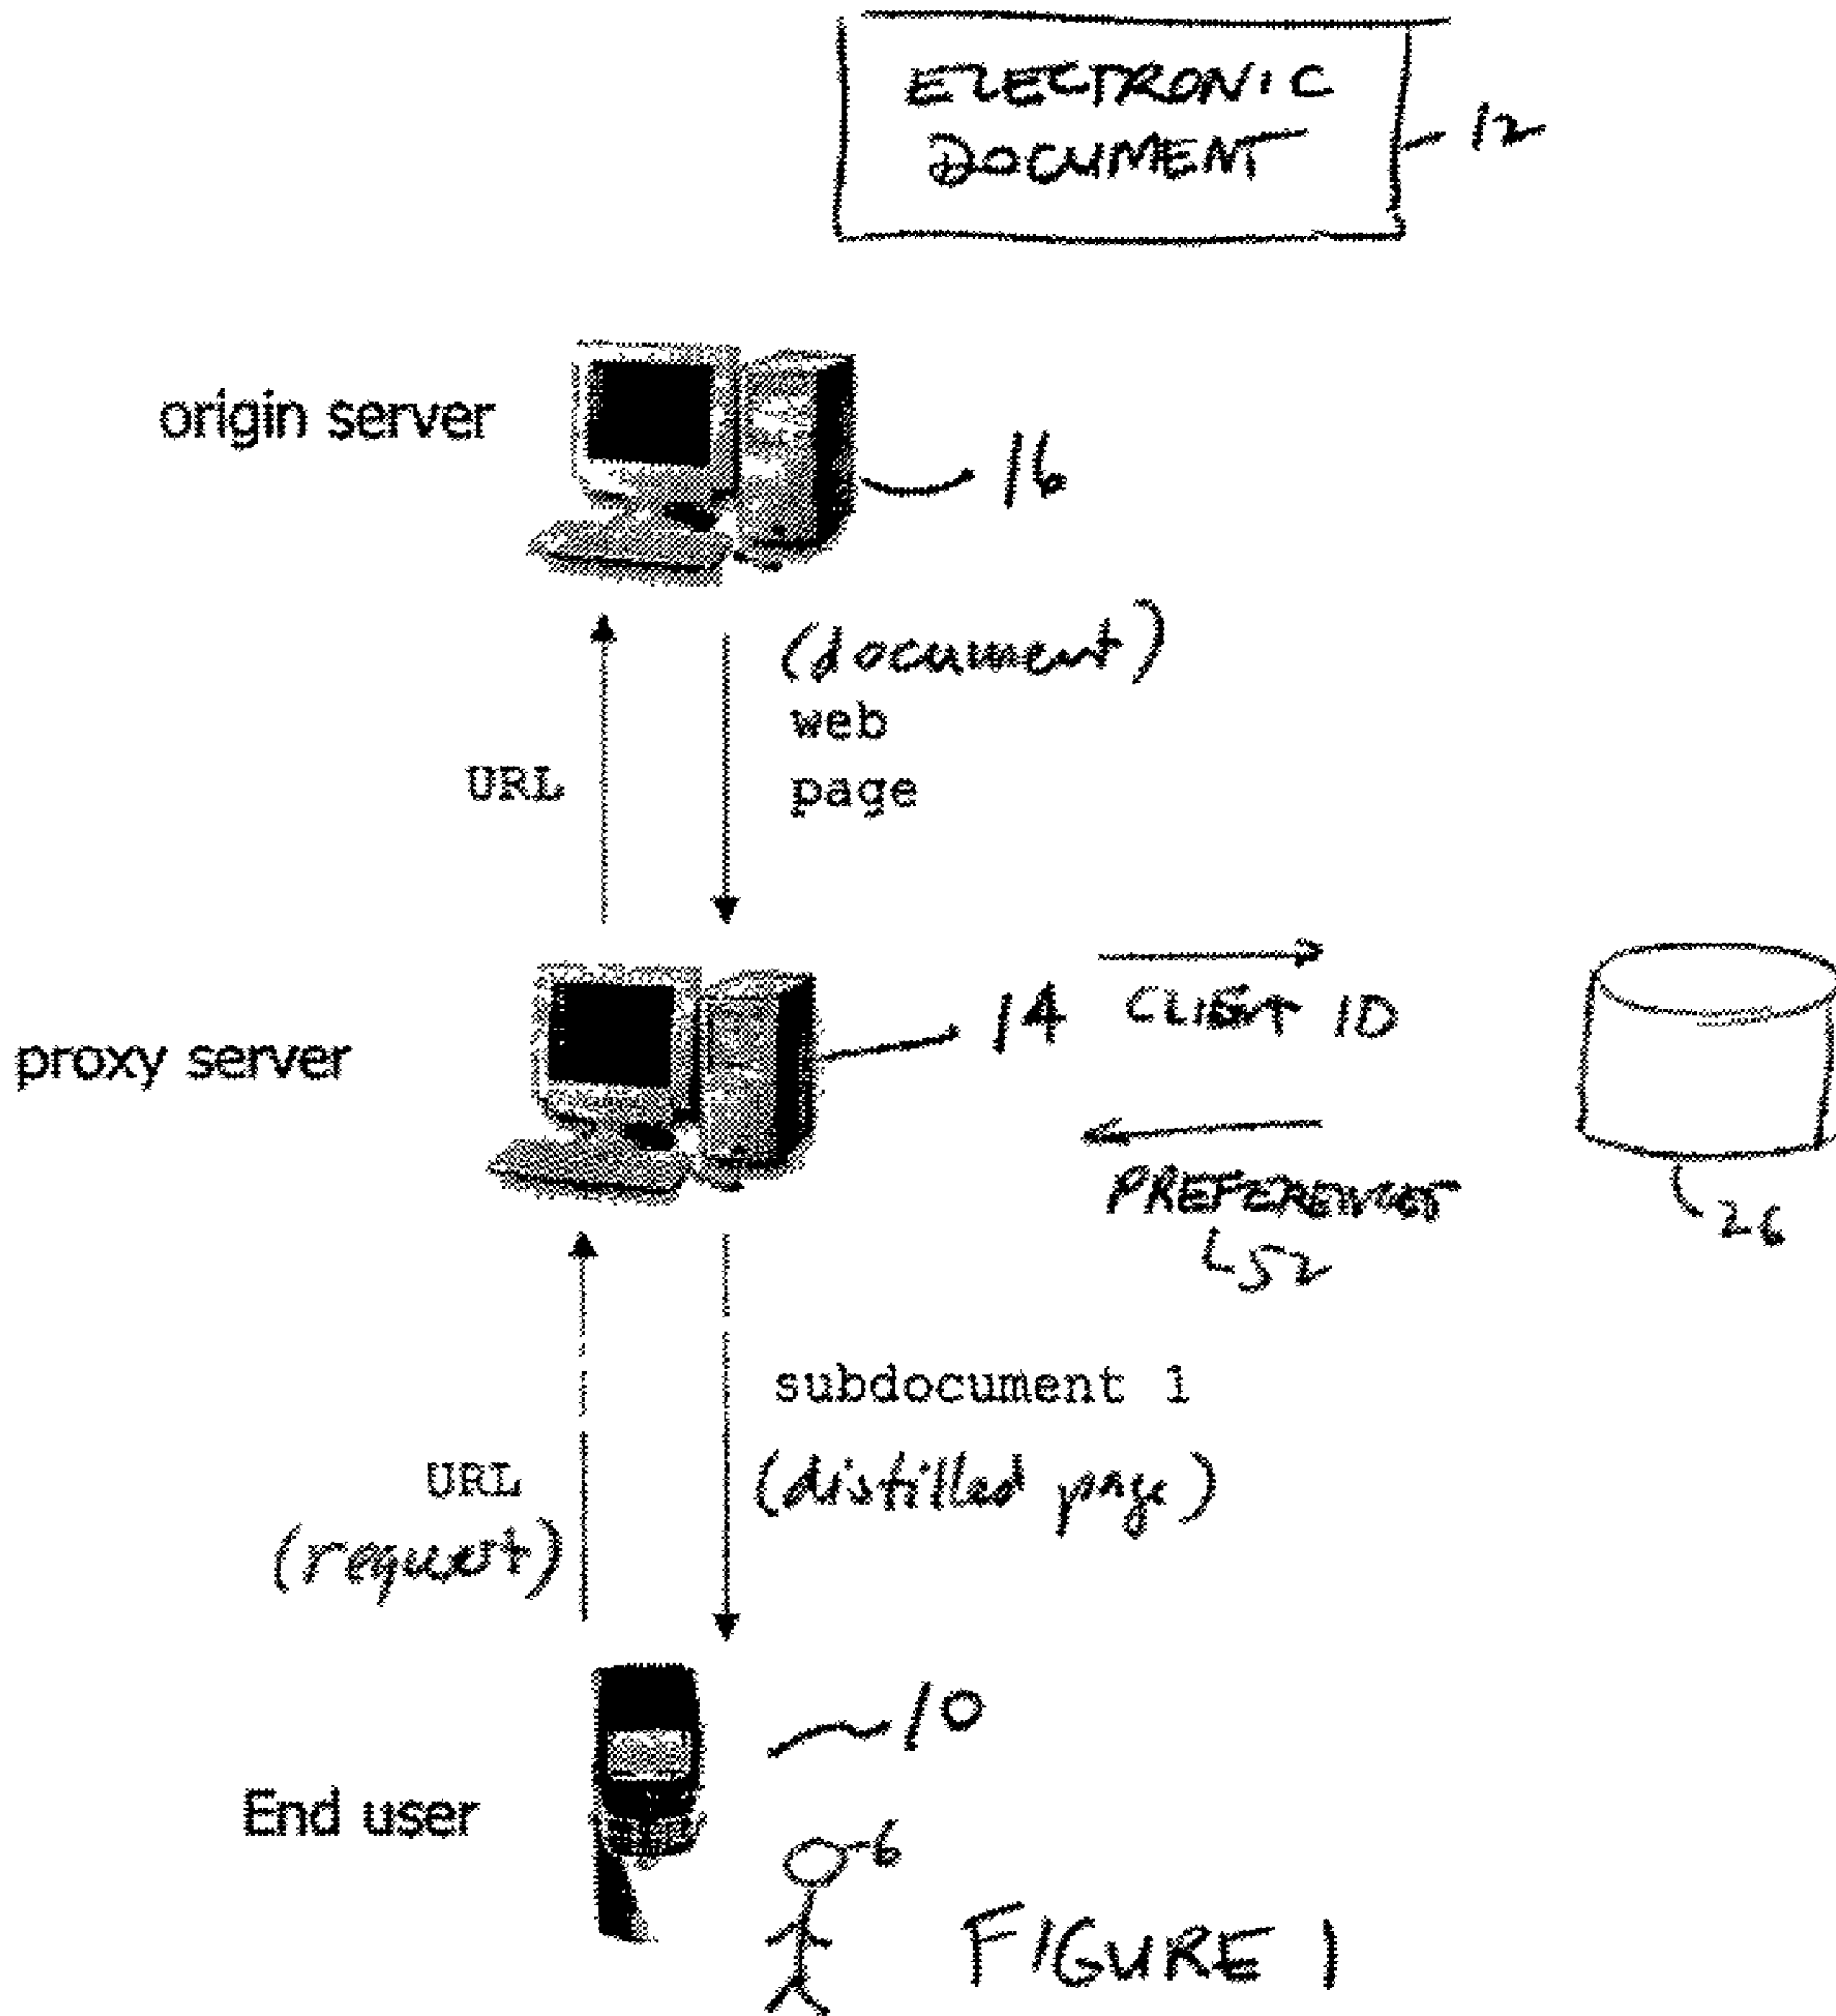 ELECTRONIC
DOCUMENT
12
origin server
16
(document)
web
page
URL
proxy server
14
CLIENT ID
PREFERENCES
52
26
subdocument 1
(distilled page)
URL
(request)
10
End user
6
FIGURE 1